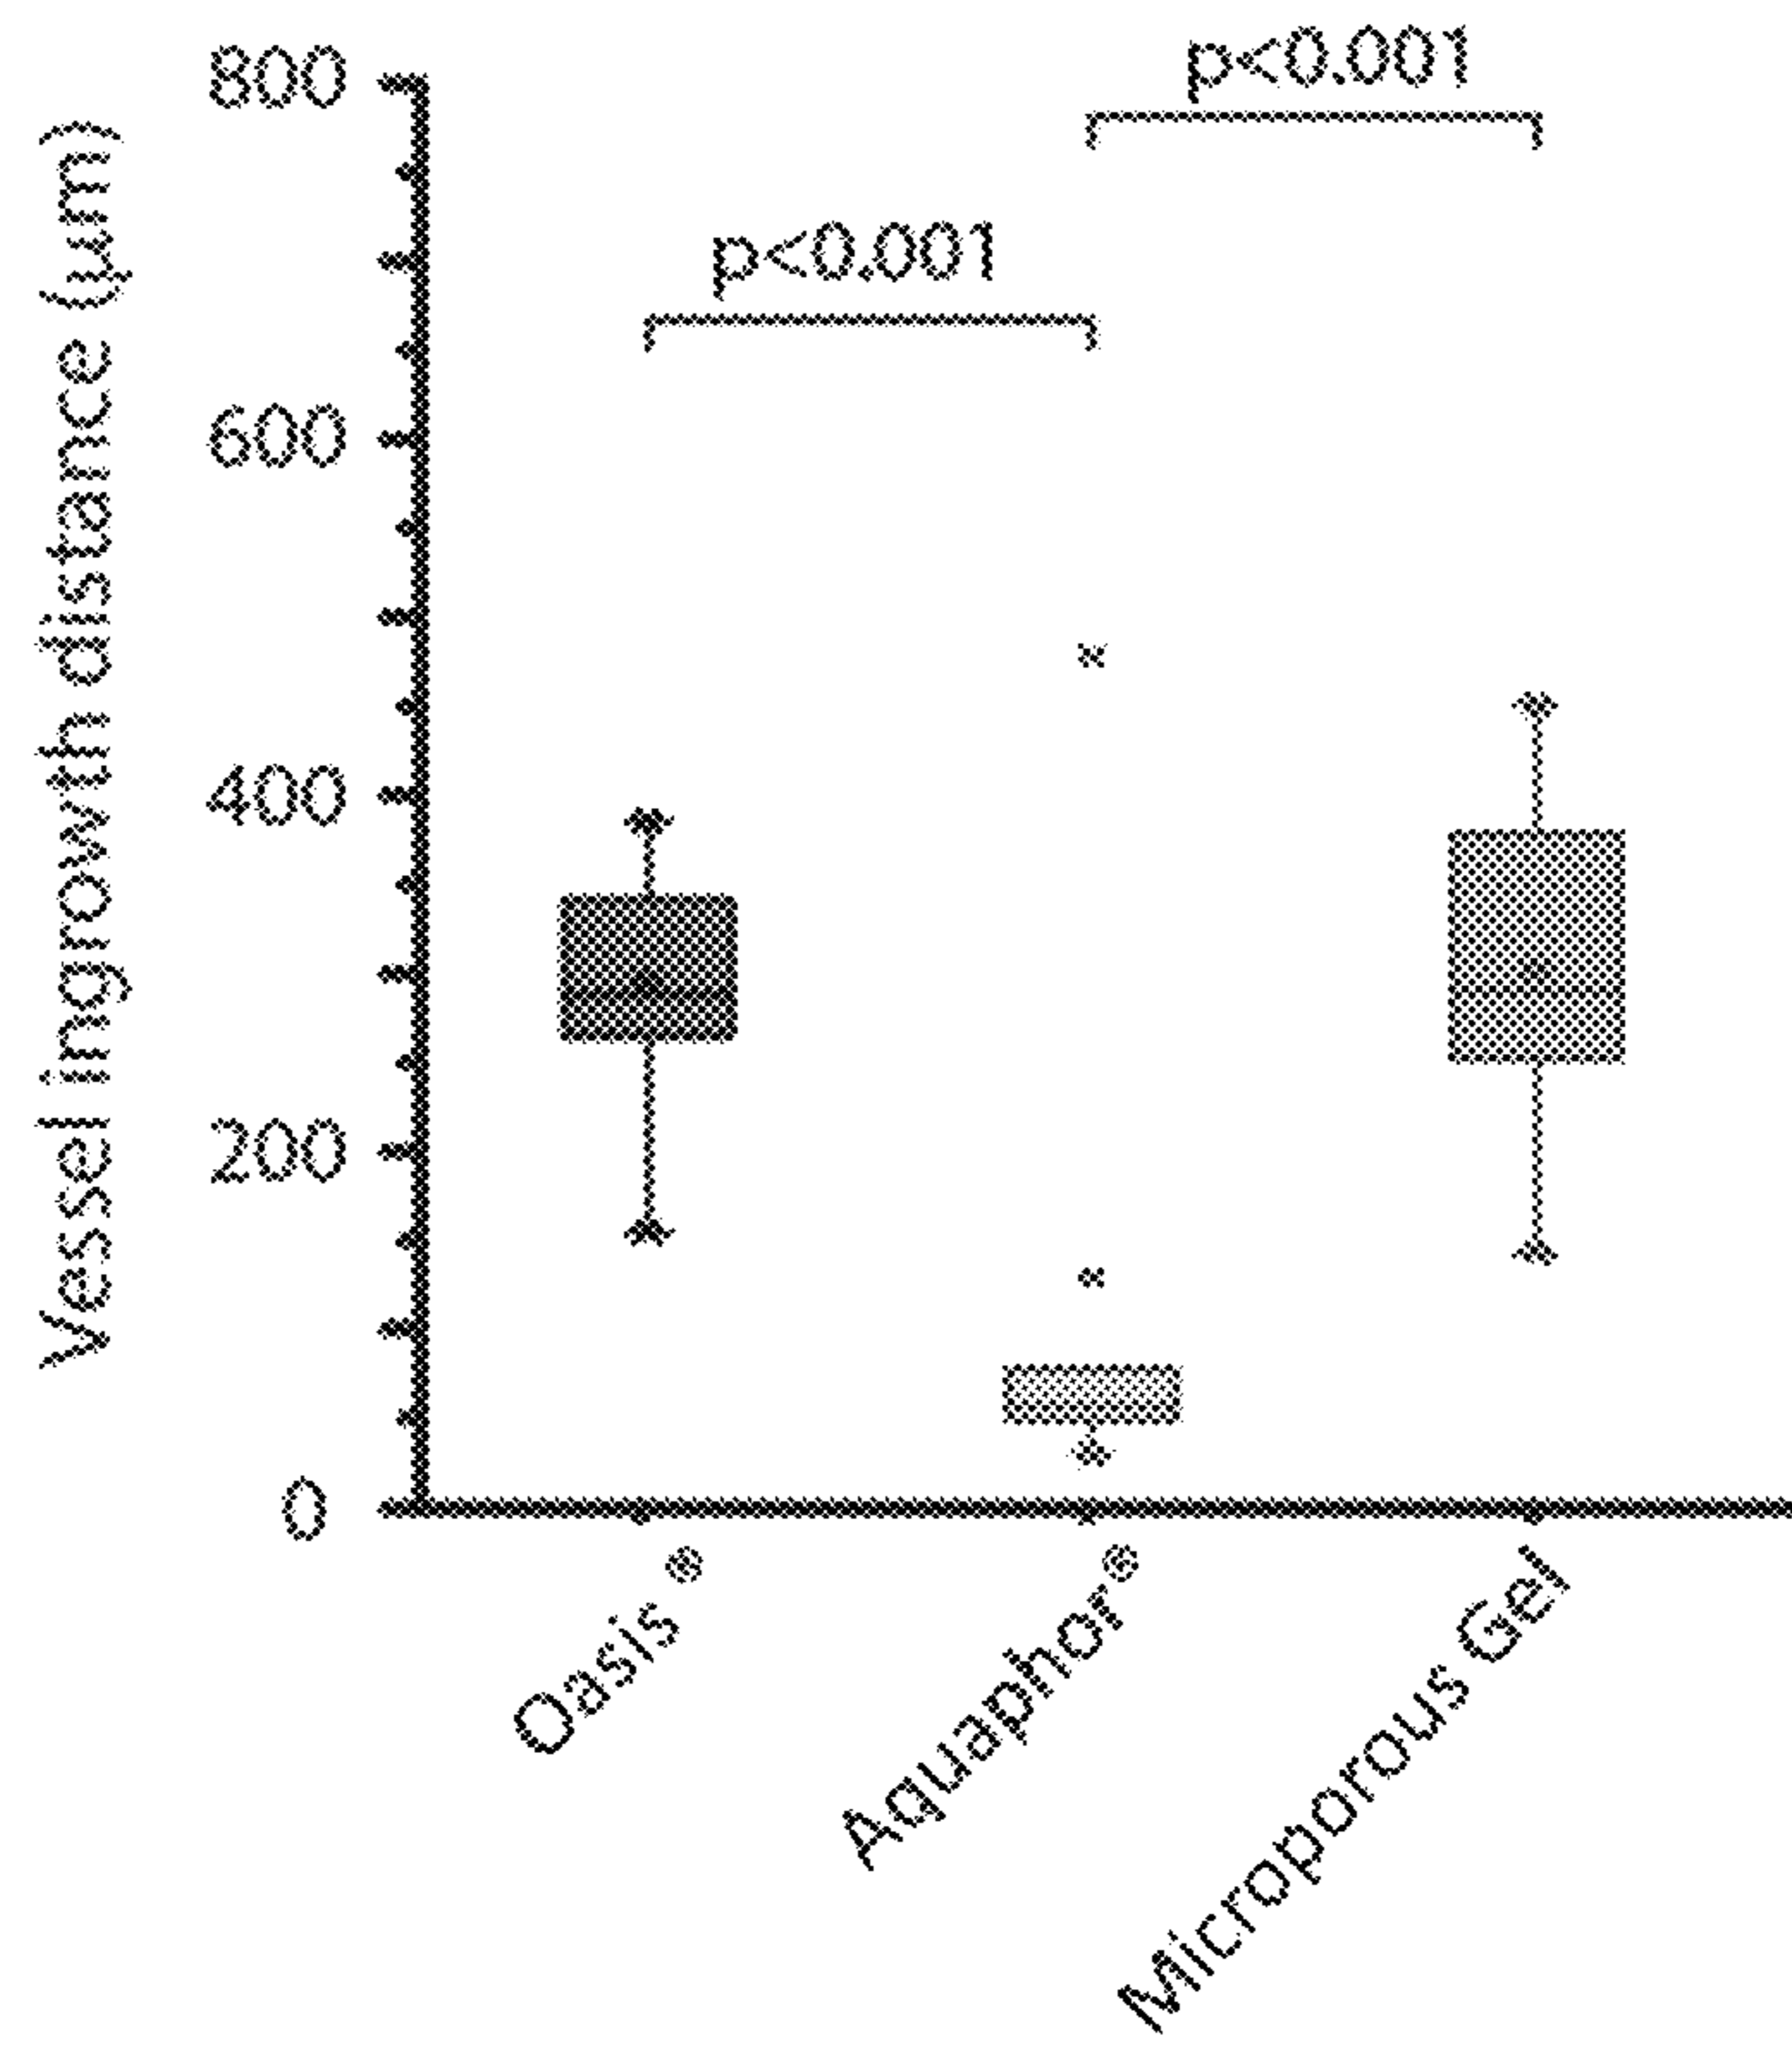 p<0.001
p<0.001
Vessel ingrowth distance (µm)
800
600
400
200
0
Oasis ®
Aquaphor®
Microporous Gel